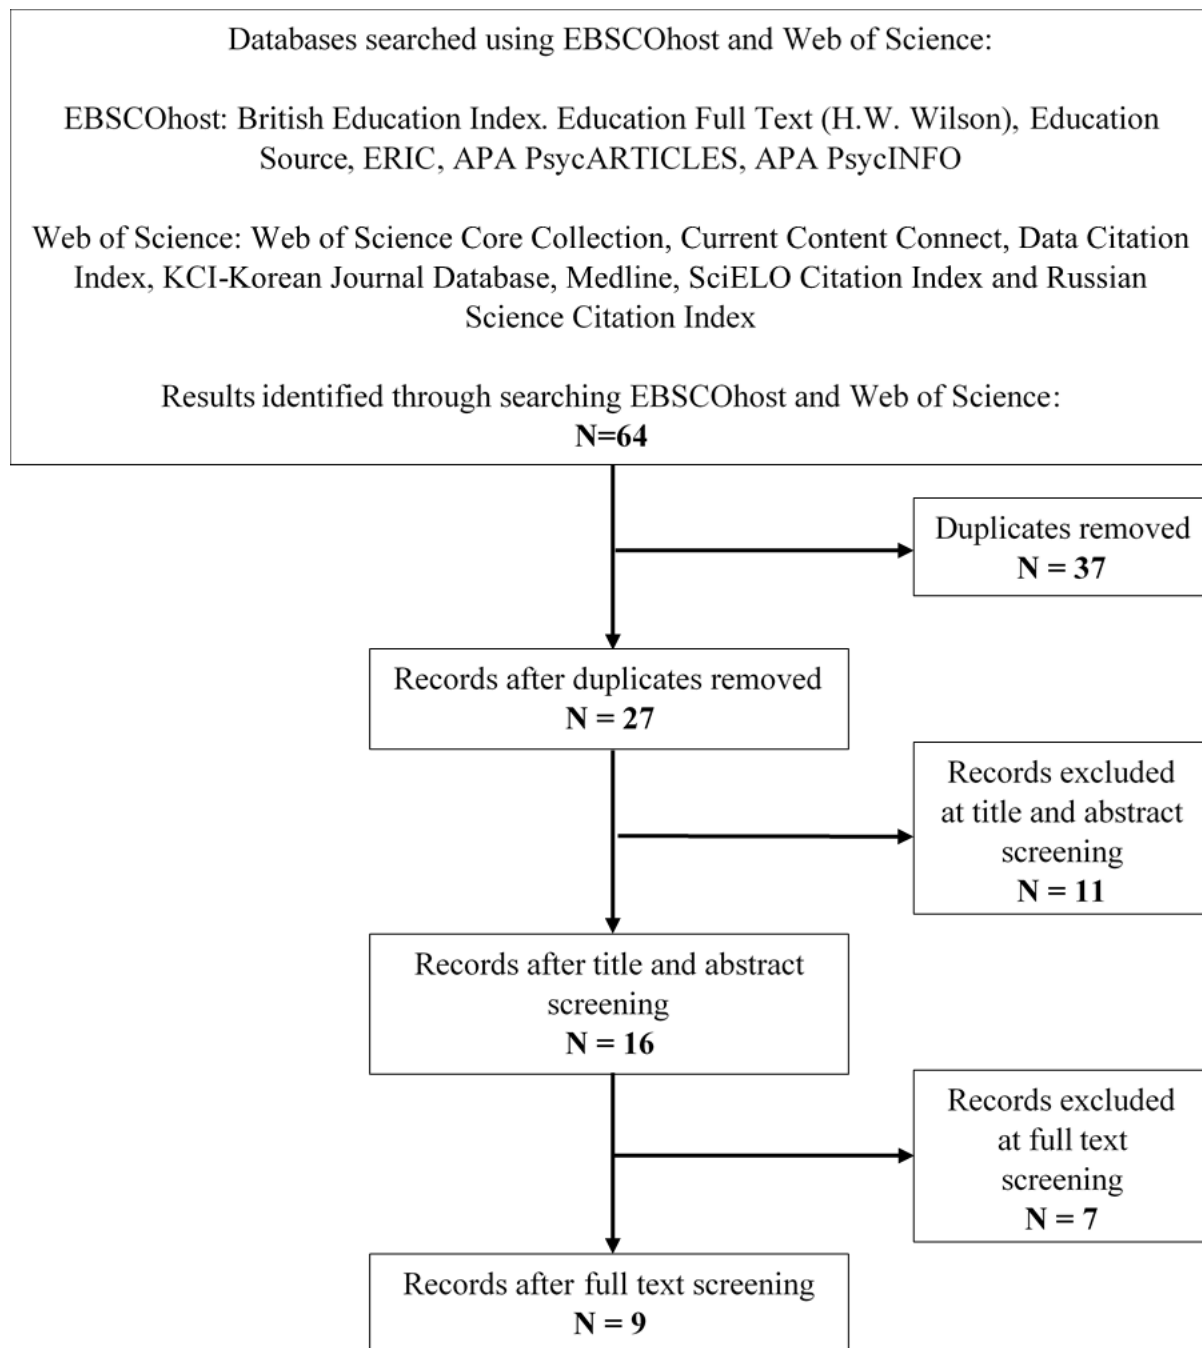 Databases searched using EBSCOhost and Web of Science:
EBSCOhost: British Education Index. Education Full Text (H.W. Wilson), Education
Source, ERIC, APA PsycARTICLES, APA PsycINFO
Web of Science: Web of Science Core Collection, Current Content Connect, Data Citation
Index, KCI-Korean Journal Database, Medline, SciELO Citation Index and Russian
Science Citation Index
Results identified through searching EBSCOhost and Web of Science:
N=64
Duplicates removed
N = 37
Records after duplicates removed
N = 27
Records excluded
at title and abstract
screening
N = 11
Records after title and abstract
screening
N = 16
Records excluded
at full text
screening
N = 7
Records after full text screening
N = 9